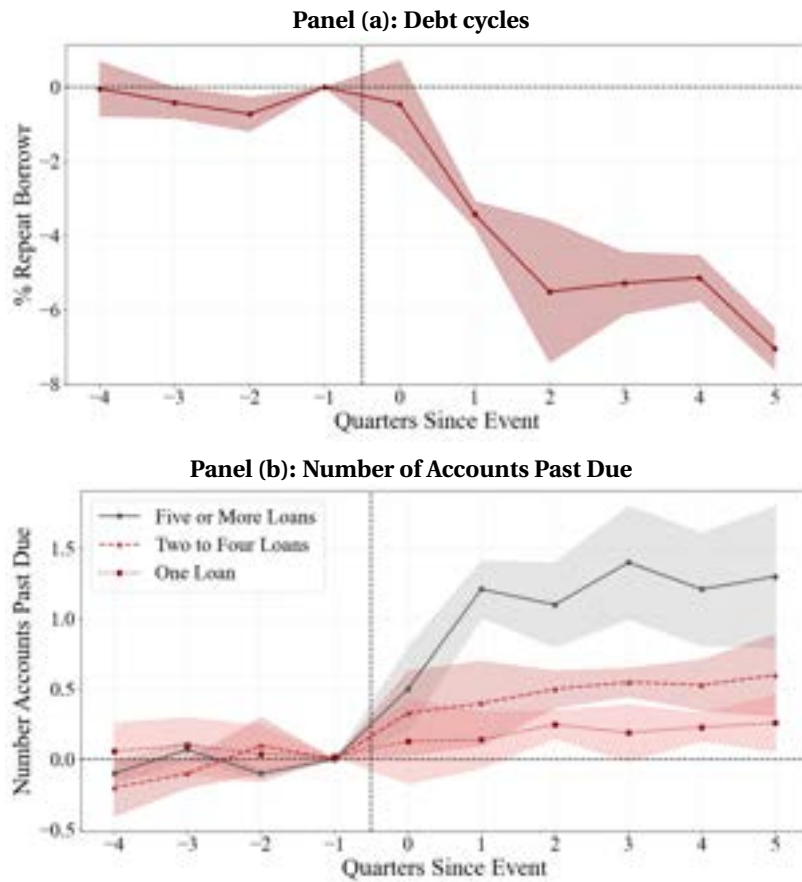 Panel (a): Debt cycles
0
−2
−4
−6
−8
% Repeat Borrowr
−4 −3 −2 −1 0 1 2 3 4 5
Quarters Since Event
Panel (b): Number of Accounts Past Due
Five or More Loans
Two to Four Loans
One Loan
1.5
1.0
0.5
0.0
−0.5
Number Accounts Past Due
−4 −3 −2 −1 0 1 2 3 4 5
Quarters Since Event